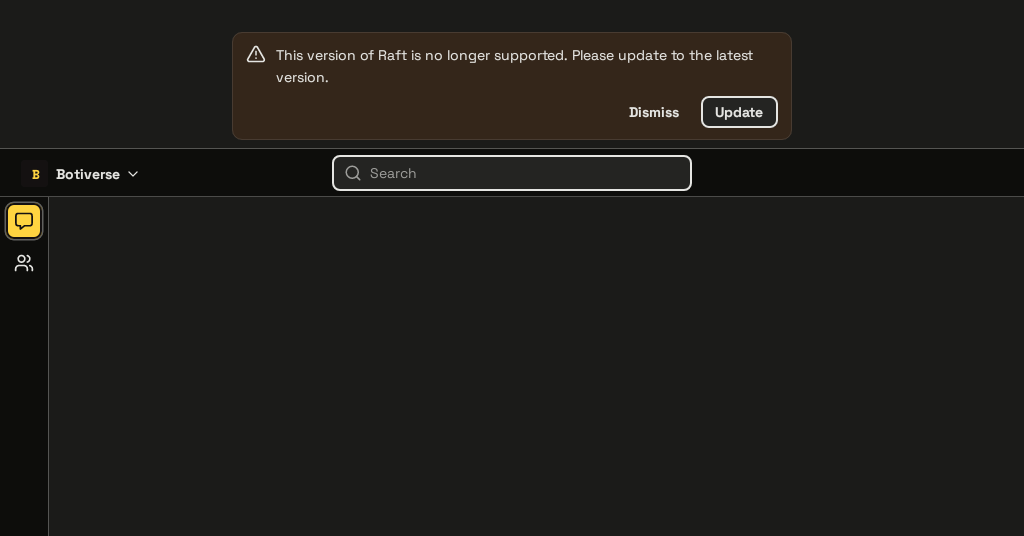 This version of Raft is no longer supported. Please update to the latest
version.
Dismiss
Update
B
Botiverse
Search